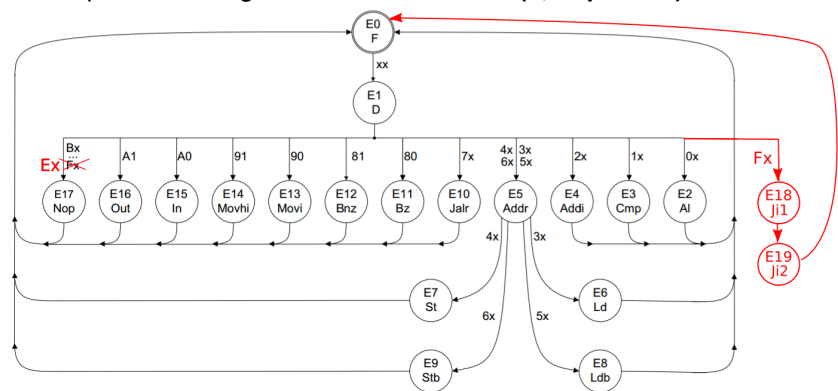 E0
F
xx
E1
D
Bx
...
Fx
Ex
A1
A0
91
90
81
80
7x
4x 3x
6x 5x
2x
1x
0x
Fx
E17
Nop
E16
Out
E15
In
E14
Movhi
E13
Movi
E12
Bnz
E11
Bz
E10
Jalr
E5
Addr
E4
Addi
E3
Cmp
E2
Al
E18
Ji1
4x
3x
E19
Ji2
E7
St
E6
Ld
6x
5x
E9
Stb
E8
Ldb